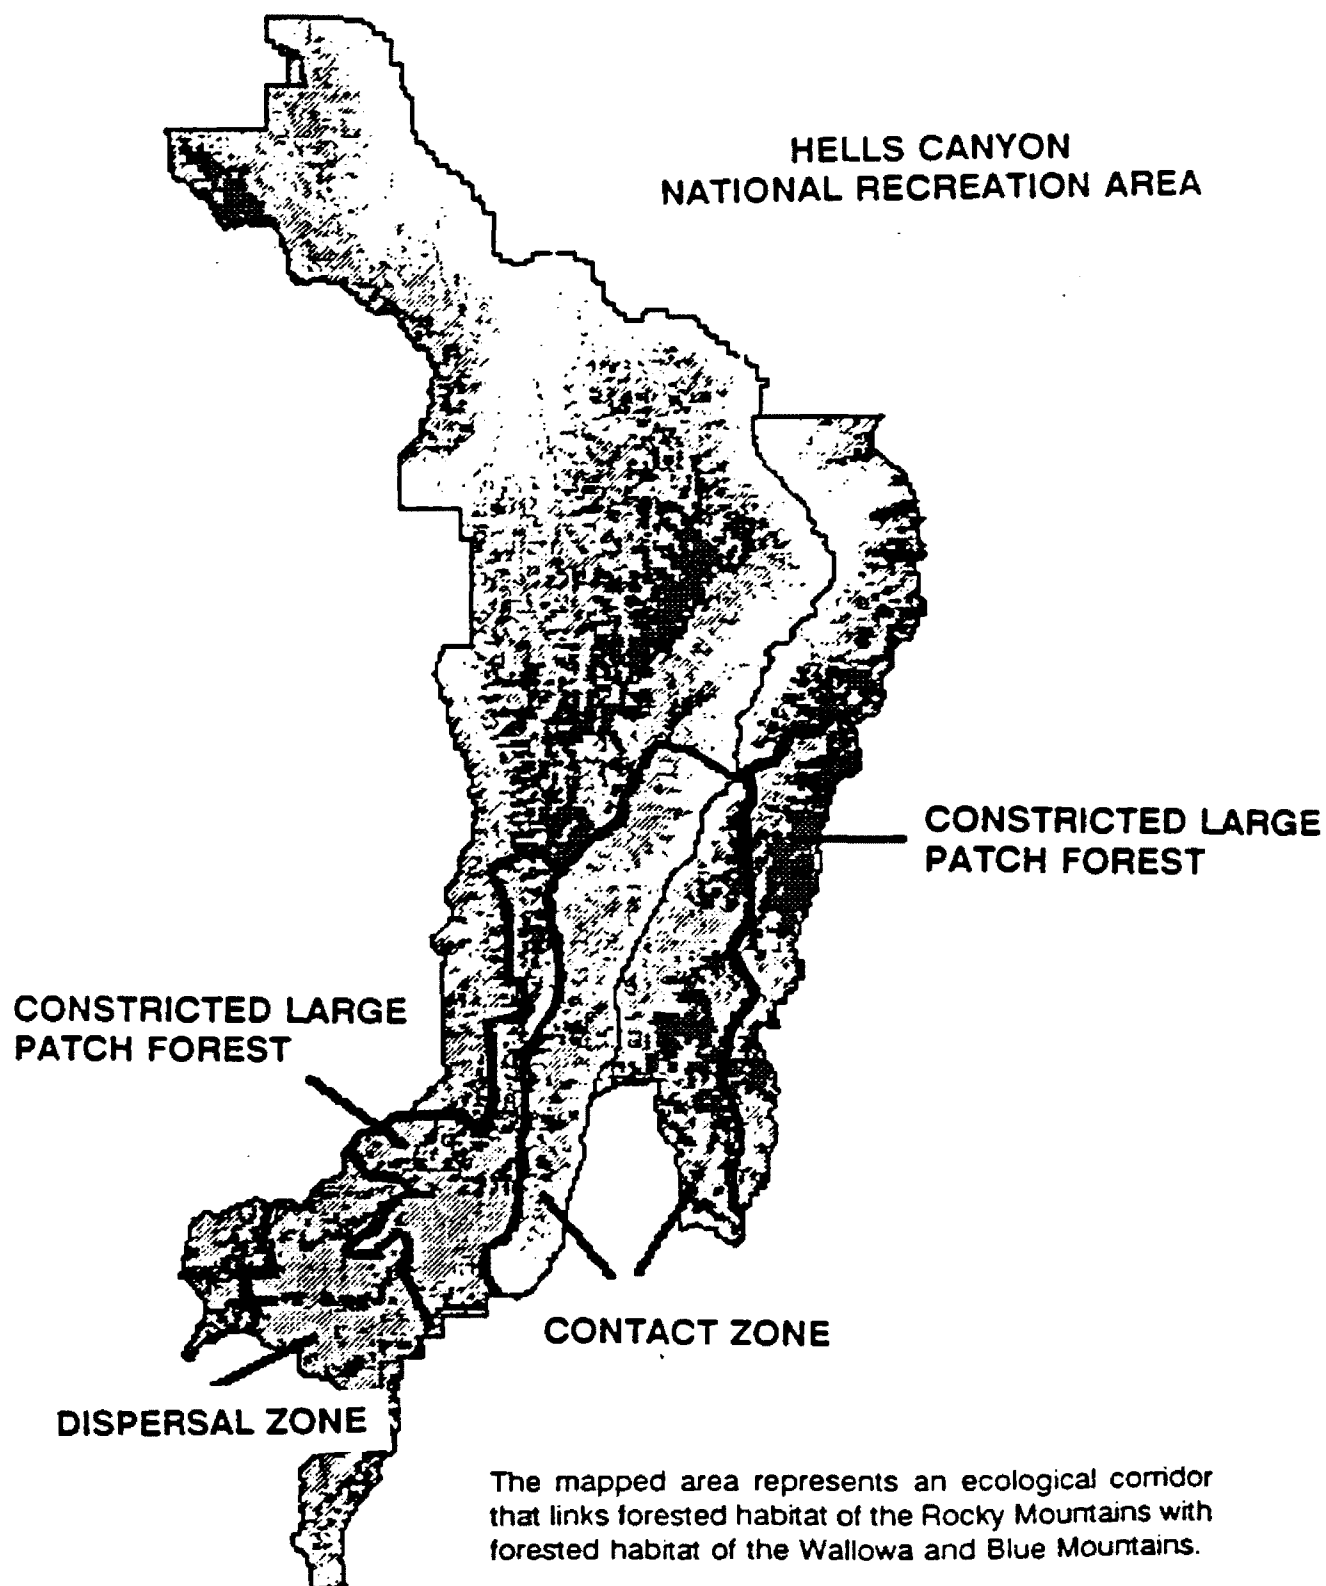 HELLS CANYON
NATIONAL RECREATION AREA
CONSTRICTED LARGE
PATCH FOREST
CONSTRICTED LARGE
PATCH FOREST
CONTACT ZONE
DISPERSAL ZONE
The mapped area represents an ecological corridor
that links forested habitat of the Rocky Mountains with
forested habitat of the Wallowa and Blue Mountains.